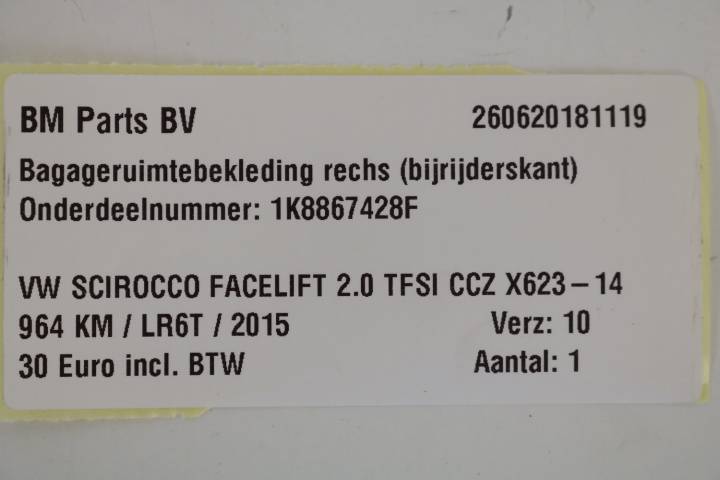 BM Parts BV 260620181119
Bagageruimtebekleding rechs (bijrijderskant)
Onderdeelnummer: 1K8867428F
VW SCIROCCO FACELIFT 2.0 TFSI CCZ X623-14
964 KM / LR6T / 2015 Verz: 10
30 Euro incl. BTW Aantal: 1